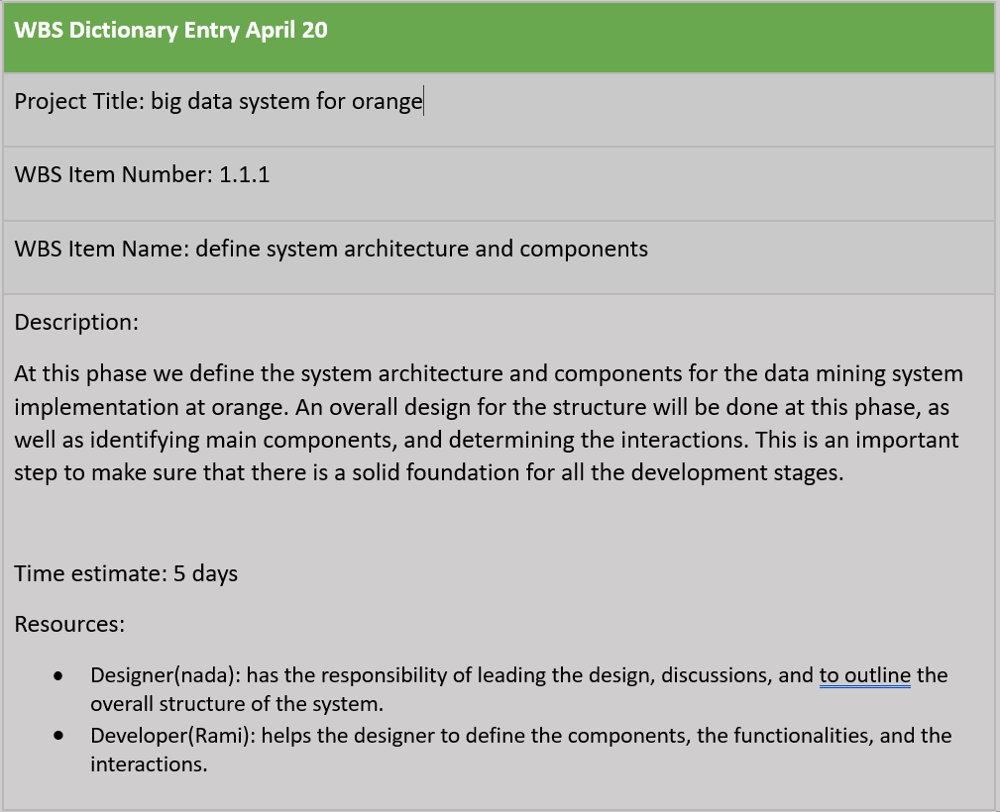 WBS Dictionary Entry April 20
Project Title: big data system for orange
WBS Item Number: 1.1.1
WBS Item Name: define system architecture and components
Description:
At this phase we define the system architecture and components for the data mining system
implementation at orange. An overall design for the structure will be done at this phase, as
well as identifying main components, and determining the interactions. This is an important
step to make sure that there is a solid foundation for all the development stages.
Time estimate: 5 days
Resources:
• Designer(nada): has the responsibility of leading the design, discussions, and to outline the
overall structure of the system.
• Developer(Rami): helps the designer to define the components, the functionalities, and the
interactions.